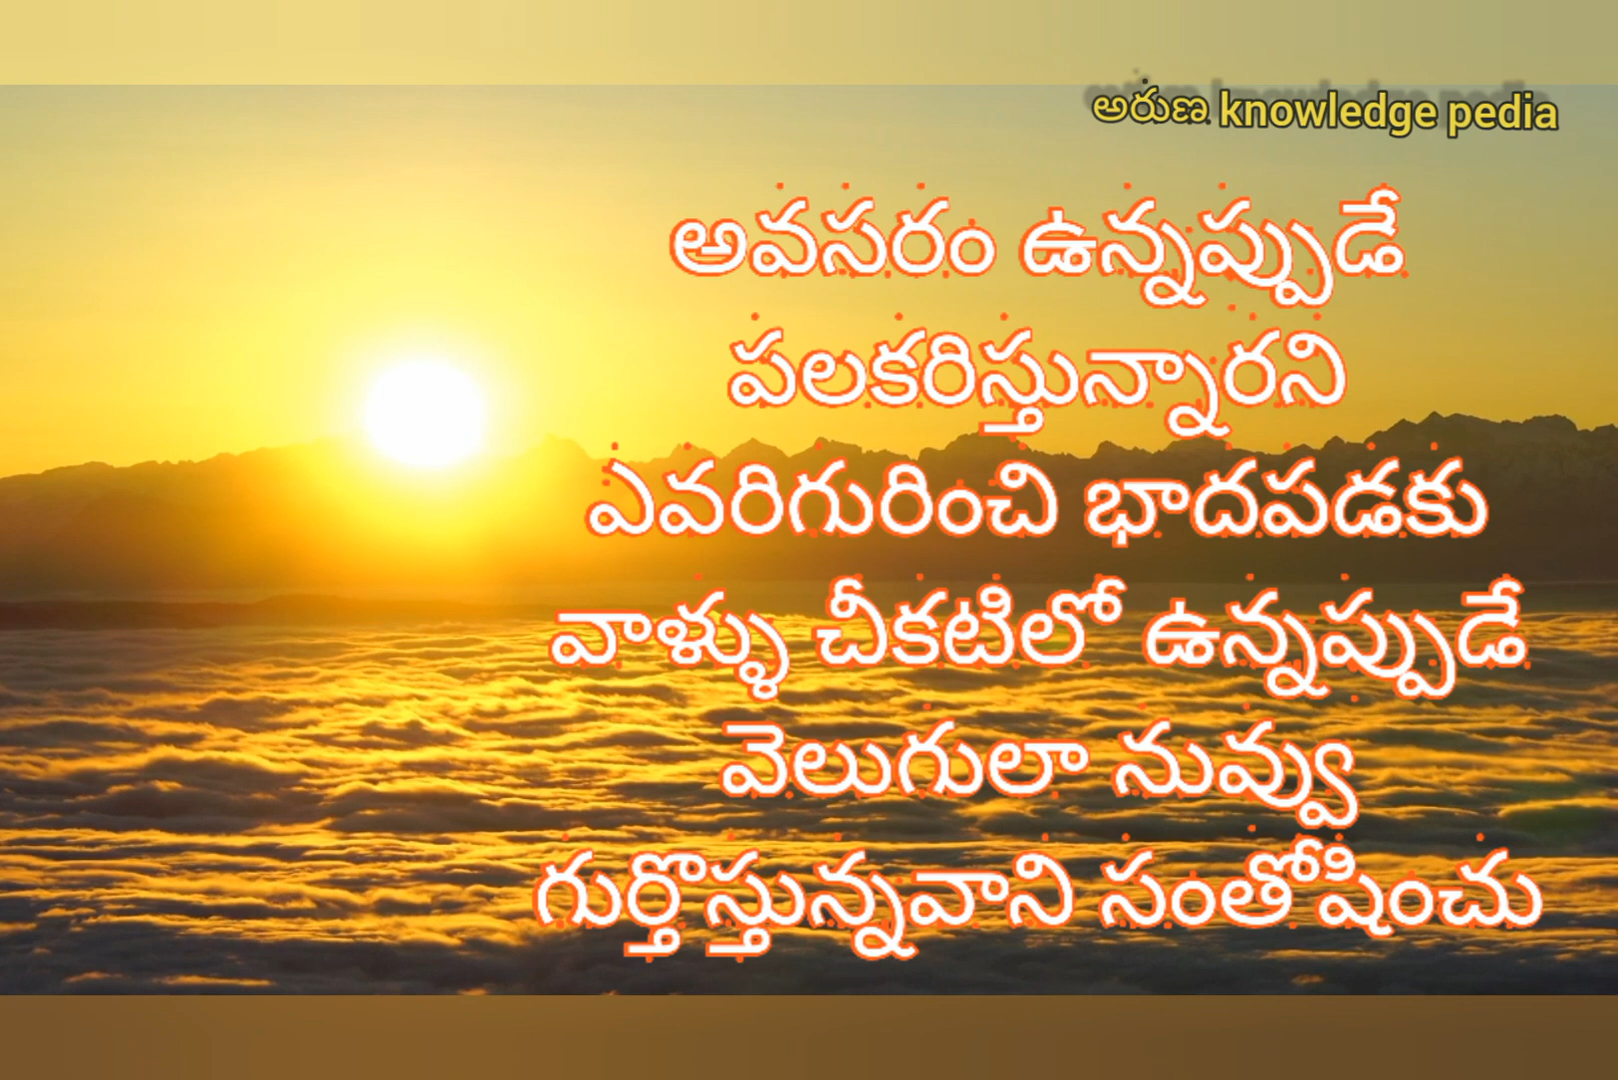 అరుణ knowledge pedia
అవసరం ఉన్నప్పుడే
పలకరిస్తున్నారని
ఎవరిగురించి భాదపడకు
వాళ్ళు చీకటిలో ఉన్నప్పుడే
వెలుగులా నువ్వు
గుర్తొస్తున్నవాని సంతోషించు